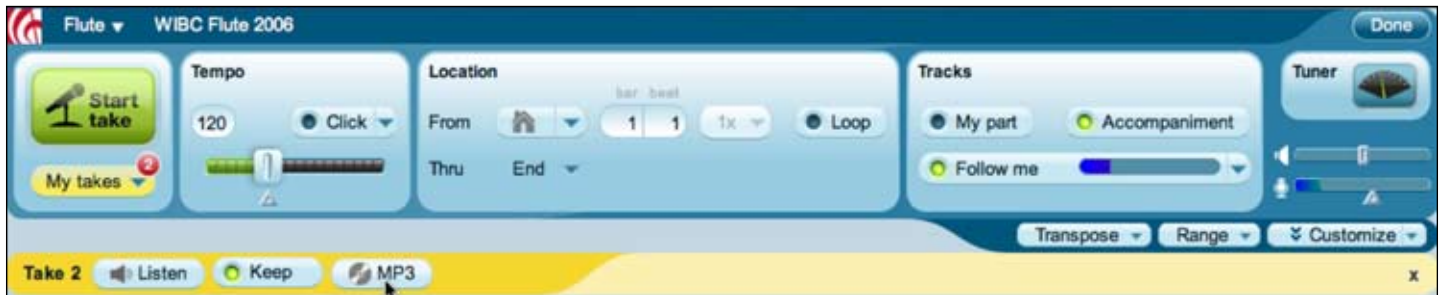 Flute WIBC Flute 2006 Done
Start take
My takes 2
Tempo
120 Click
Location
bar beat
From 1 1 1x Loop
Thru End
Tracks
My part Accompaniment
Follow me
Tuner
Transpose Range Customize
Take 2 Listen Keep MP3 x